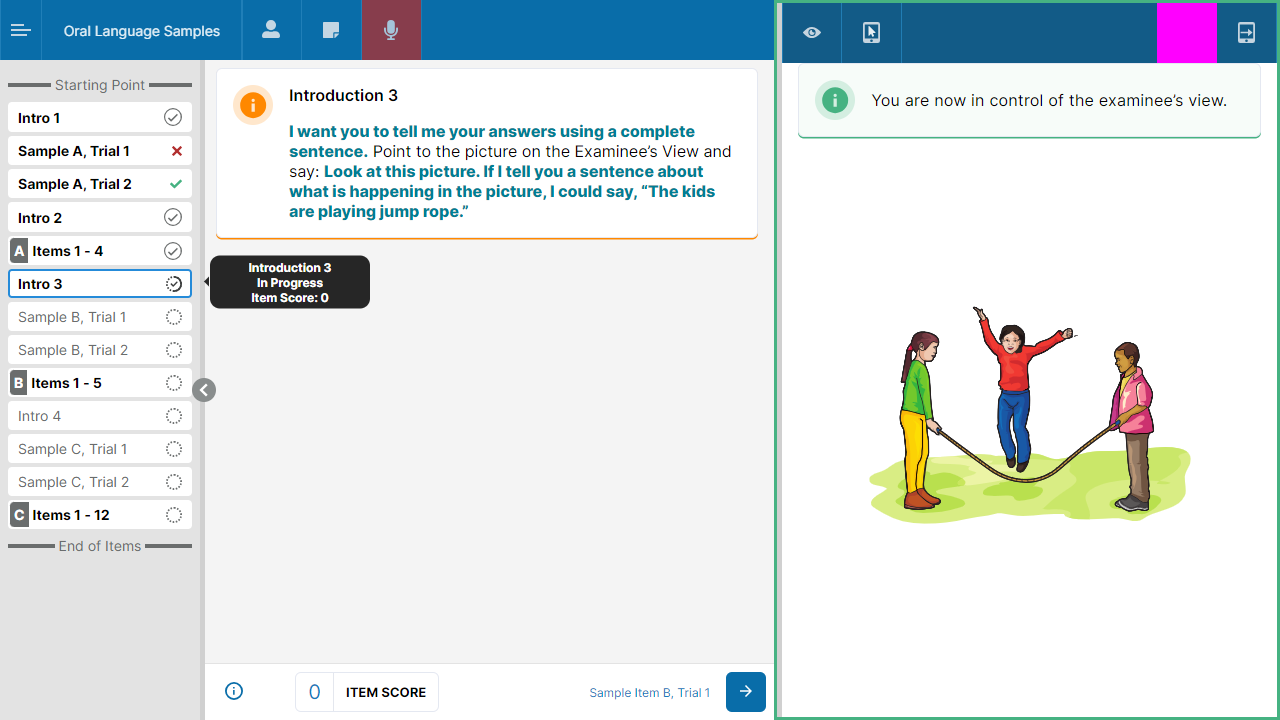 Oral Language Samples
Starting Point
Intro 1
Sample A, Trial 1
Sample A, Trial 2
Intro 2
A Items 1 - 4
Intro 3
Sample B, Trial 1
Sample B, Trial 2
B Items 1 - 5
Intro 4
Sample C, Trial 1
Sample C, Trial 2
C Items 1 - 12
End of Items
Introduction 3
I want you to tell me your answers using a complete
sentence. Point to the picture on the Examinee’s View and
say: Look at this picture. If I tell you a sentence about
what is happening in the picture, I could say, “The kids
are playing jump rope.”
Introduction 3
In Progress
Item Score: 0
0 ITEM SCORE
Sample Item B, Trial 1
You are now in control of the examinee’s view.